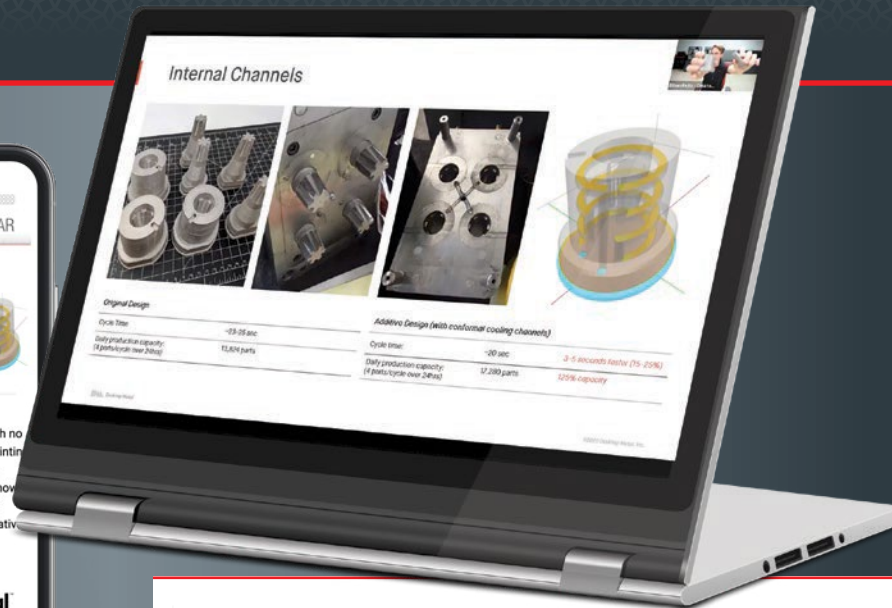 Internal Channels
Original Design
Cycle Time
~23-25 sec
Daily production capacity:
(4 parts/cycle over 24hrs)
13,824 parts
Additive Design (with conformal cooling channels)
Cycle time:
~20 sec
3-5 seconds faster (15-25%)
Daily production capacity:
(4 parts/cycle over 24hrs)
17,280 parts
125% capacity
Desktop Metal
AR
h no
intin
now
ativ